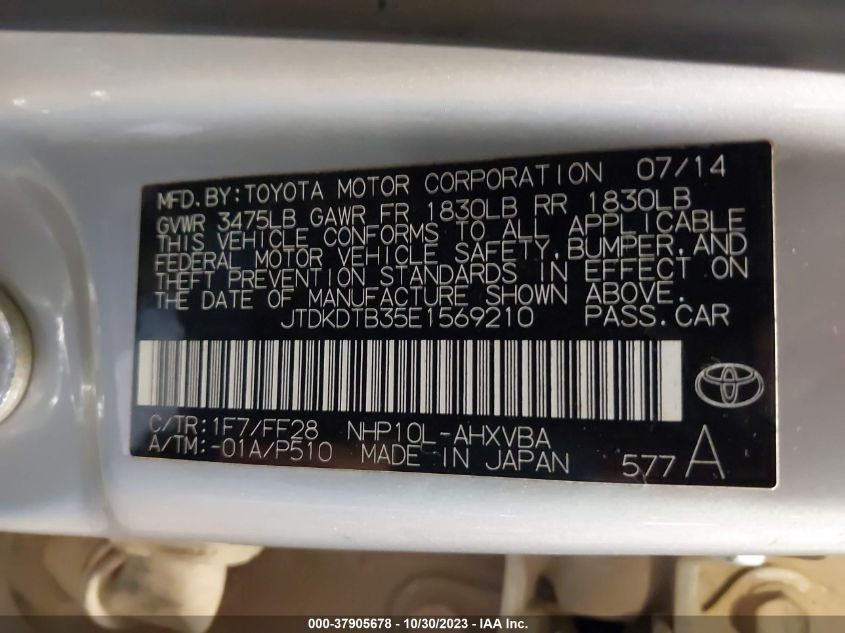 MFD. BY: TOYOTA MOTOR CORPORATION 07/14
GVWR 3475LB GAWR FR 1830LB RR 1830LB
THIS VEHICLE CONFORMS TO ALL APPLICABLE
FEDERAL MOTOR VEHICLE SAFETY, BUMPER, AND
THEFT PREVENTION STANDARDS IN EFFECT ON
THE DATE OF MANUFACTURE SHOWN ABOVE.
JTDKDTB35E1569210 PASS. CAR
C/TR: 1F7/FF28 NHP10L-AHXVBA
A/TM: -01A/P510 MADE IN JAPAN 577 A
000-37905678 - 10/30/2023 - IAA Inc.